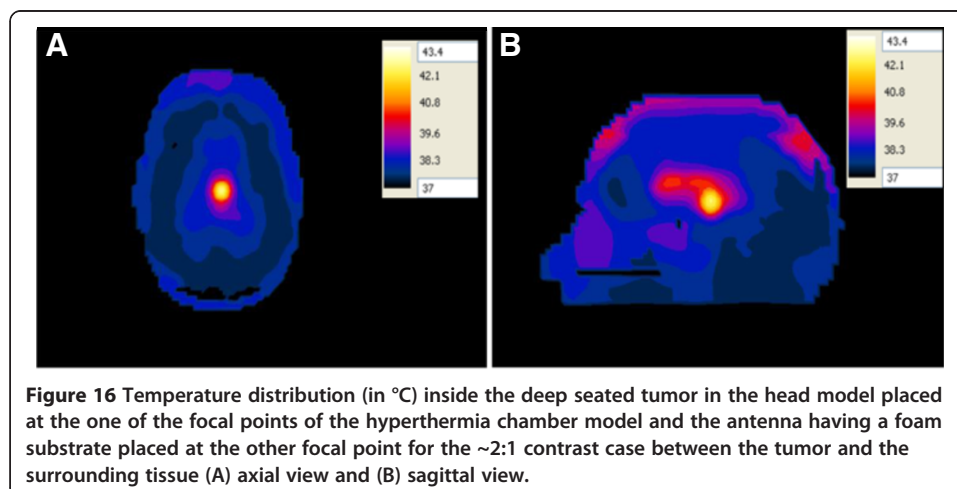 A
43.4
42.1
40.8
39.6
38.3
37
B
43.4
42.1
40.8
39.6
38.3
37
Figure 16 Temperature distribution (in °C) inside the deep seated tumor in the head model placed
at the one of the focal points of the hyperthermia chamber model and the antenna having a foam
substrate placed at the other focal point for the ~2:1 contrast case between the tumor and the
surrounding tissue (A) axial view and (B) sagittal view.